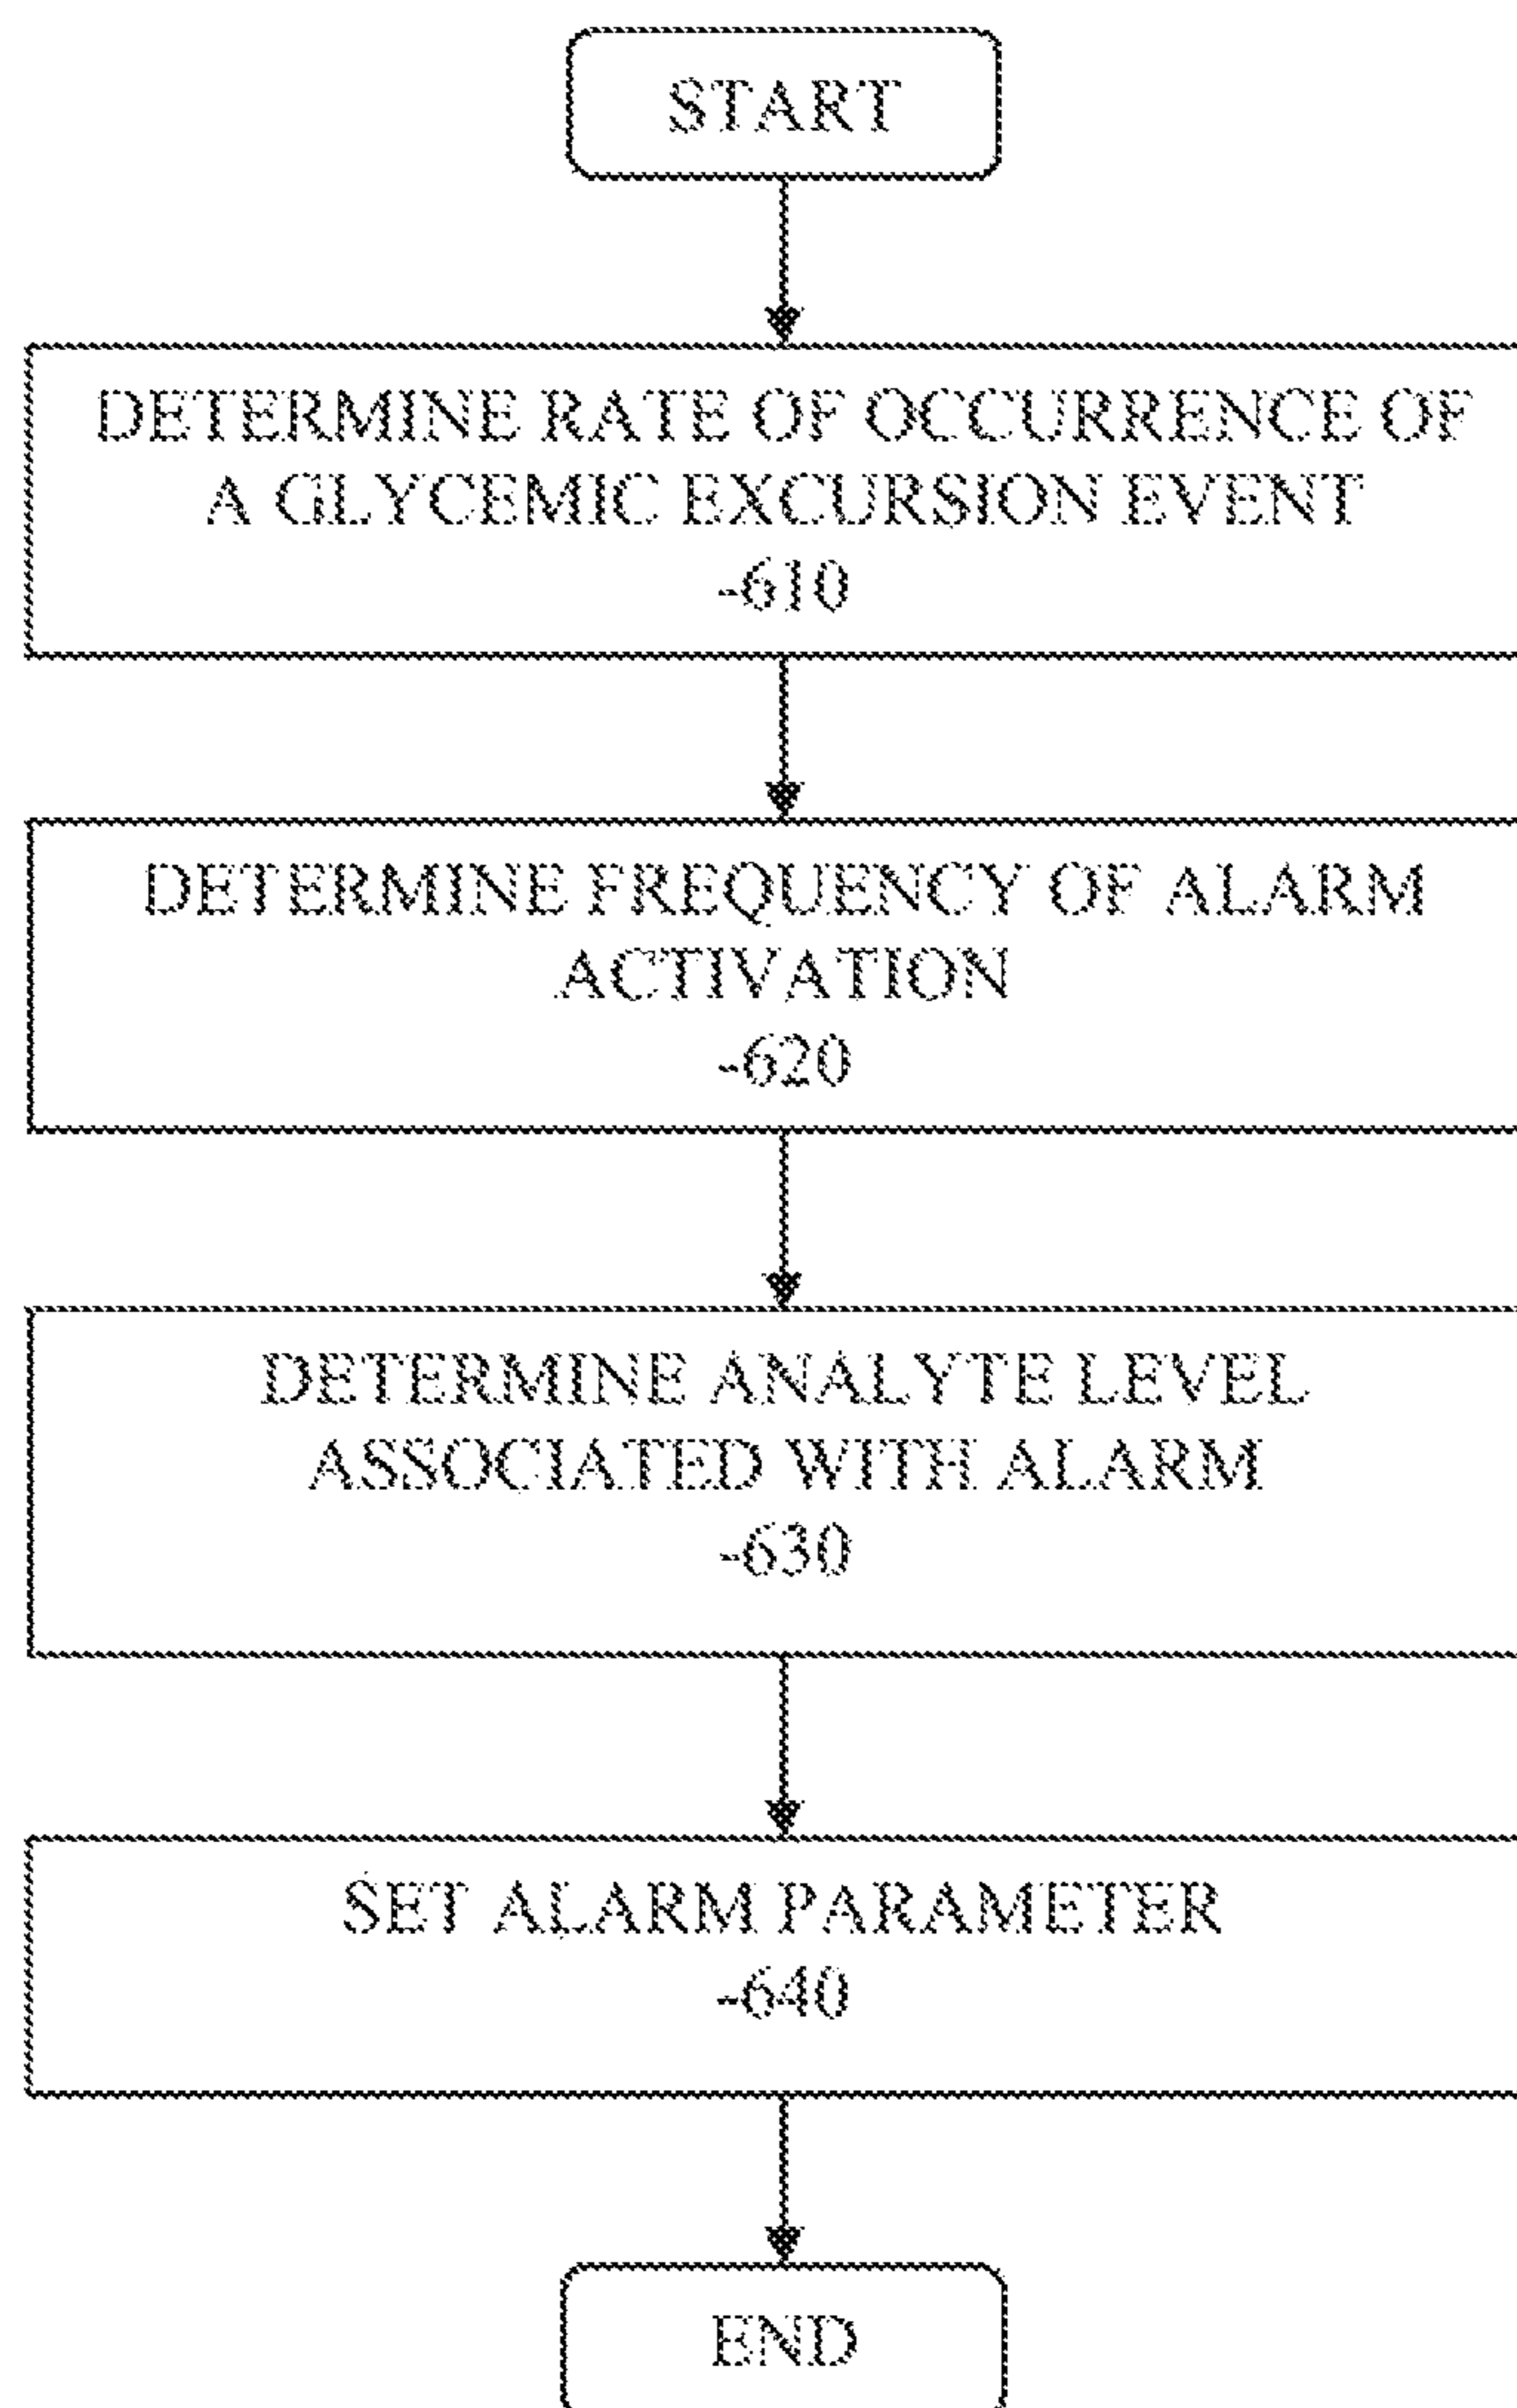 START
DETERMINE RATE OF OCCURRENCE OF
A GLYCEMIC EXCURSION EVENT
-610
DETERMINE FREQUENCY OF ALARM
ACTIVATION
-620
DETERMINE ANALYTE LEVEL
ASSOCIATED WITH ALARM
-630
SET ALARM PARAMETER
-640
END